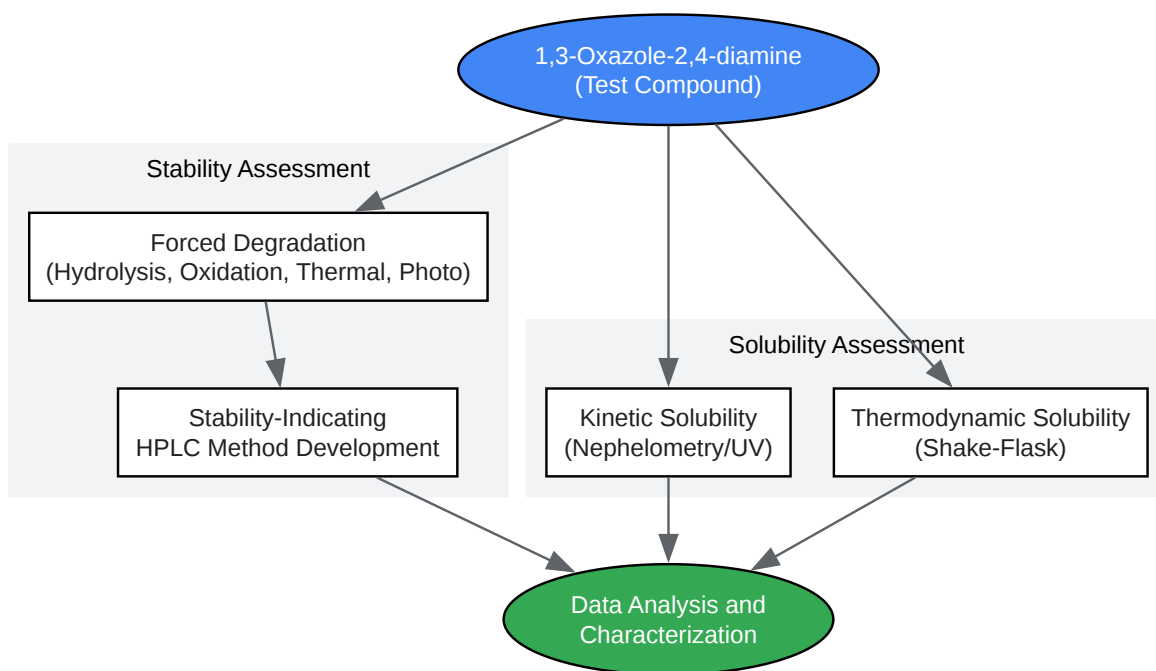 1,3-Oxazole-2,4-diamine
(Test Compound)
Stability Assessment
Forced Degradation
(Hydrolysis, Oxidation, Thermal, Photo)
Stability-Indicating
HPLC Method Development
Solubility Assessment
Kinetic Solubility
(Nephelometry/UV)
Thermodynamic Solubility
(Shake-Flask)
Data Analysis and
Characterization